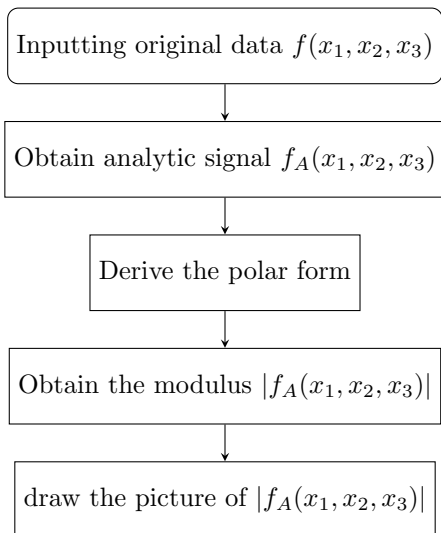 Inputting original data $f(x_1, x_2, x_3)$
Obtain analytic signal $f_A(x_1, x_2, x_3)$
Derive the polar form
Obtain the modulus $|f_A(x_1, x_2, x_3)|$
draw the picture of $|f_A(x_1, x_2, x_3)|$